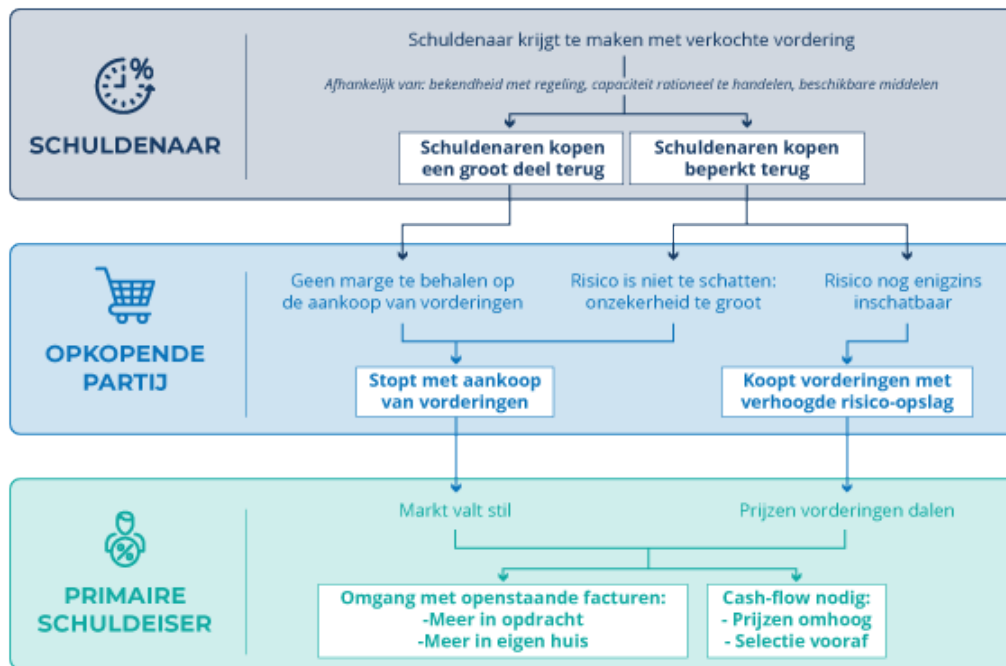 SCHULDENAAR
Schuldenaar krijgt te maken met verkochte vordering
Afhankelijk van: bekendheid met regeling, capaciteit rationeel te handelen, beschikbare middelen
Schuldenaren kopen
een groot deel terug
Schuldenaren kopen
beperkt terug
OPKOPENDE
PARTIJ
Geen marge te behalen op
de aankoop van vorderingen
Risico is niet te schatten:
onzekerheid te groot
Risico nog enigzins
inschatbaar
Stopt met aankoop
van vorderingen
Koopt vorderingen met
verhoogde risico-opslag
PRIMAIRE
SCHULDEISER
Markt valt stil
Prijzen vorderingen dalen
Omgang met openstaande facturen:
-Meer in opdracht
-Meer in eigen huis
Cash-flow nodig:
- Prijzen omhoog
- Selectie vooraf